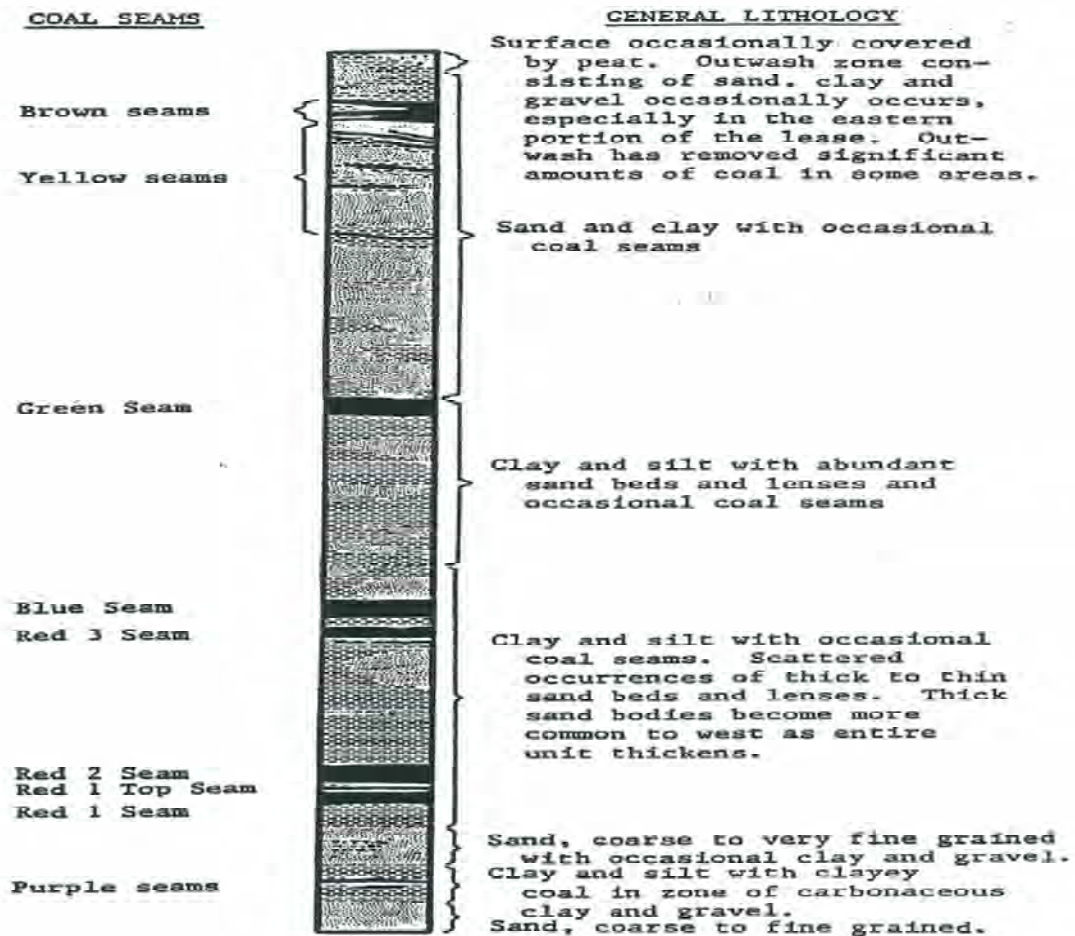 COAL SEAMS
Brown seams
Yellow seams
Green Seam
Blue Seam
Red 3 Seam
Red 2 Seam
Red 1 Top Seam
Red 1 Seam
Purple seams
GENERAL LITHOLOGY
Surface occasionally covered
by peat. Outwash zone con-
sisting of sand, clay and
gravel occasionally occurs,
especially in the eastern
portion of the lease. Out-
wash has removed significant
amounts of coal in some areas.
Sand and clay with occasional
coal seams
Clay and silt with abundant
sand beds and lenses and
occasional coal seams
Clay and silt with occasional
coal seams. Scattered
occurrences of thick to thin
sand beds and lenses. Thick
sand bodies become more
common to west as entire
unit thickens.
Sand, coarse to very fine grained
with occasional clay and gravel.
Clay and silt with clayey
coal in zone of carbonaceous
clay and gravel.
Sand, coarse to fine grained.